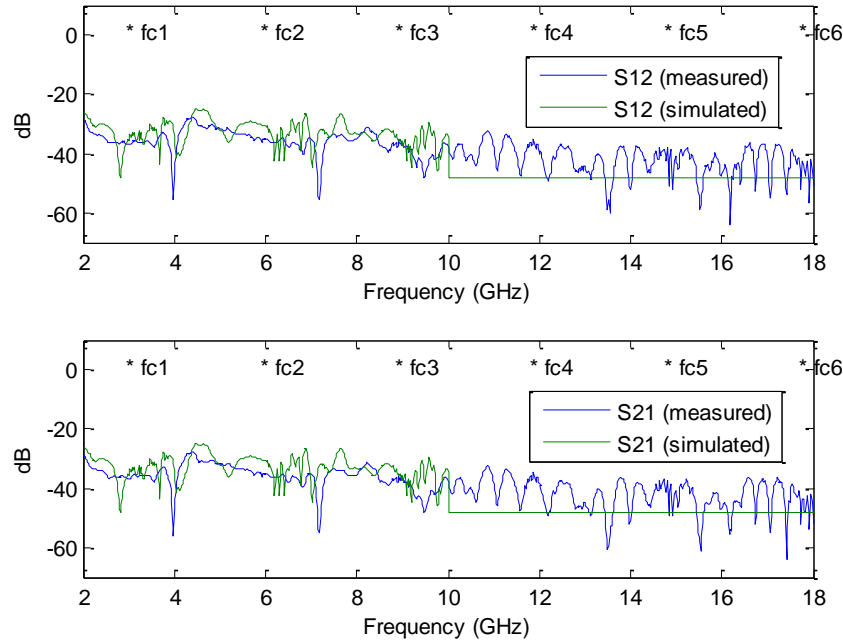 * fc1 * fc2 * fc3 * fc4 * fc5 * fc6
0
-20
-40
-60
dB
S12 (measured)
S12 (simulated)
2 4 6 8 10 12 14 16 18
Frequency (GHz)
* fc1 * fc2 * fc3 * fc4 * fc5 * fc6
0
-20
-40
-60
dB
S21 (measured)
S21 (simulated)
2 4 6 8 10 12 14 16 18
Frequency (GHz)